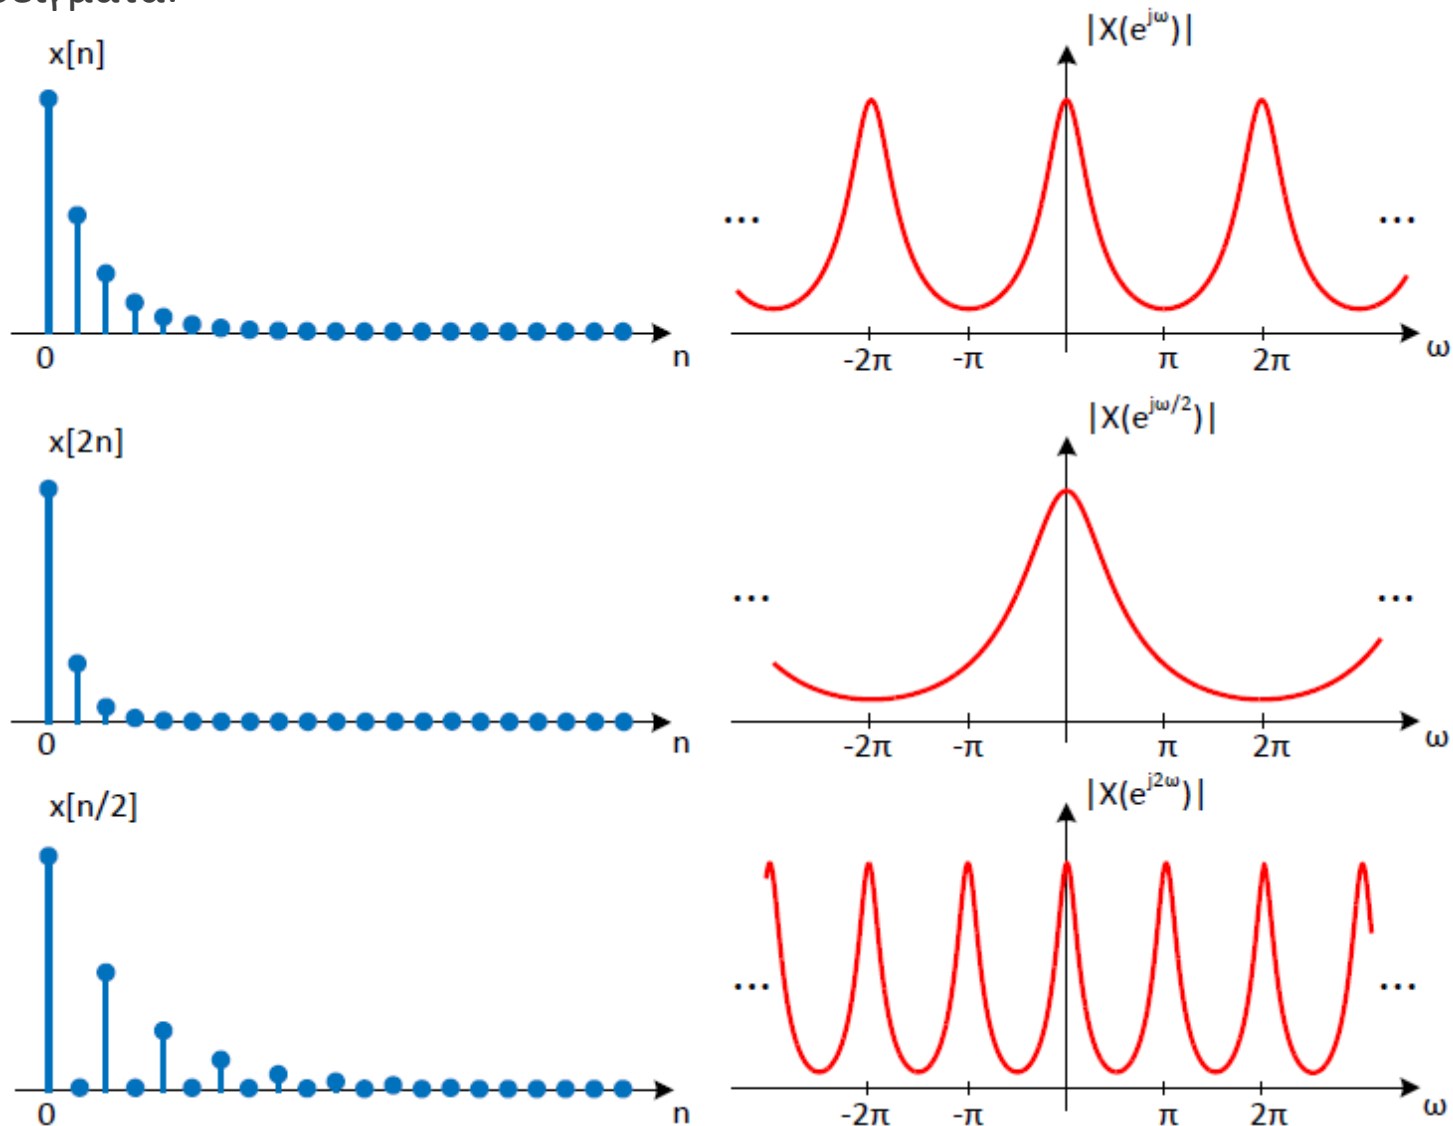 x[n]
|X(e^{jω})|
...
...
0
n
-2π
-π
π
2π
ω
x[2n]
|X(e^{jω/2})|
...
...
0
n
-2π
-π
π
2π
ω
x[n/2]
|X(e^{j2ω})|
...
...
0
n
-2π
-π
π
2π
ω